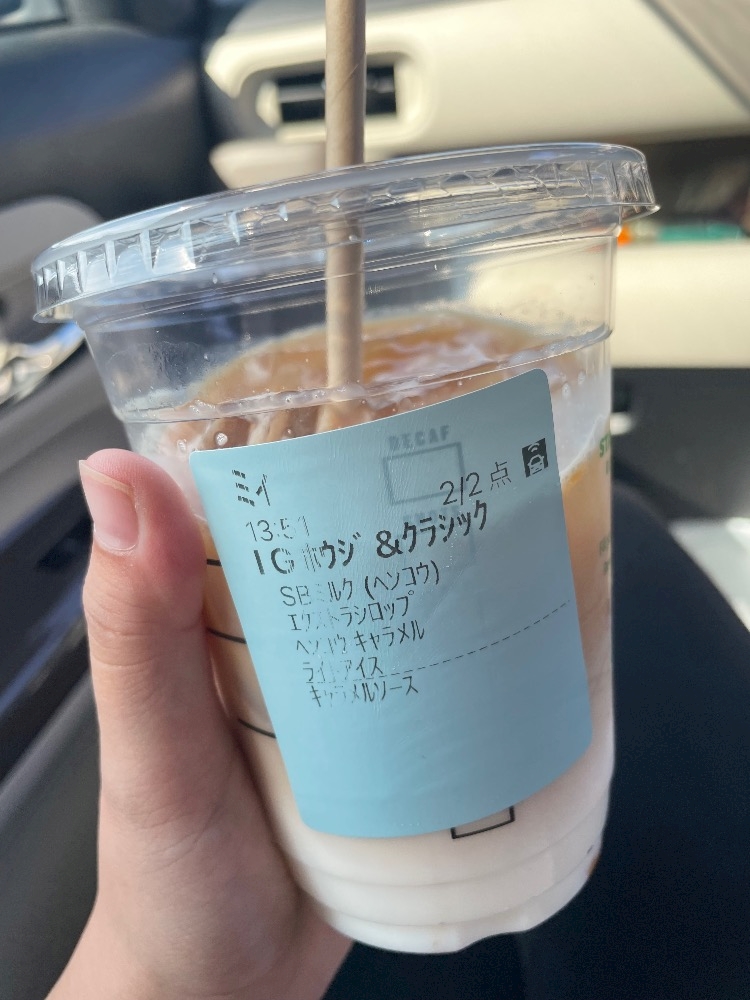 DECAF
ミイ
2/2 点
13:51
IG ホウジ &クラシック
SBミルク (ヘンコウ)
エクストラシロップ
ヘンコウ キャラメル
ライトアイス
キャラメルソース